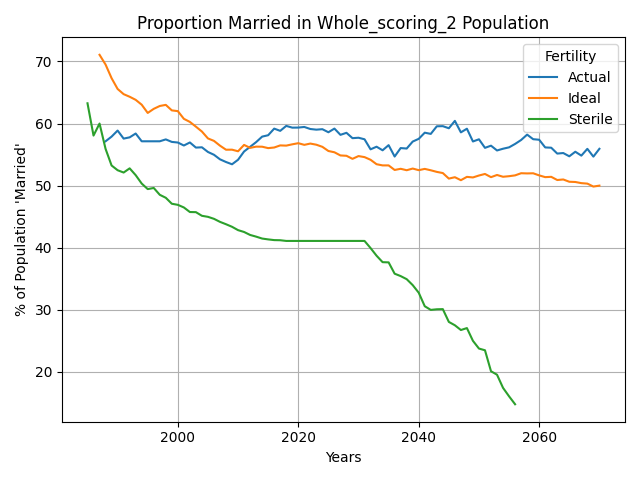 Proportion Married in Whole_scoring_2 Population
% of Population 'Married'
70
60
50
40
30
20
Fertility
Actual
Ideal
Sterile
2000 2020 2040 2060
Years